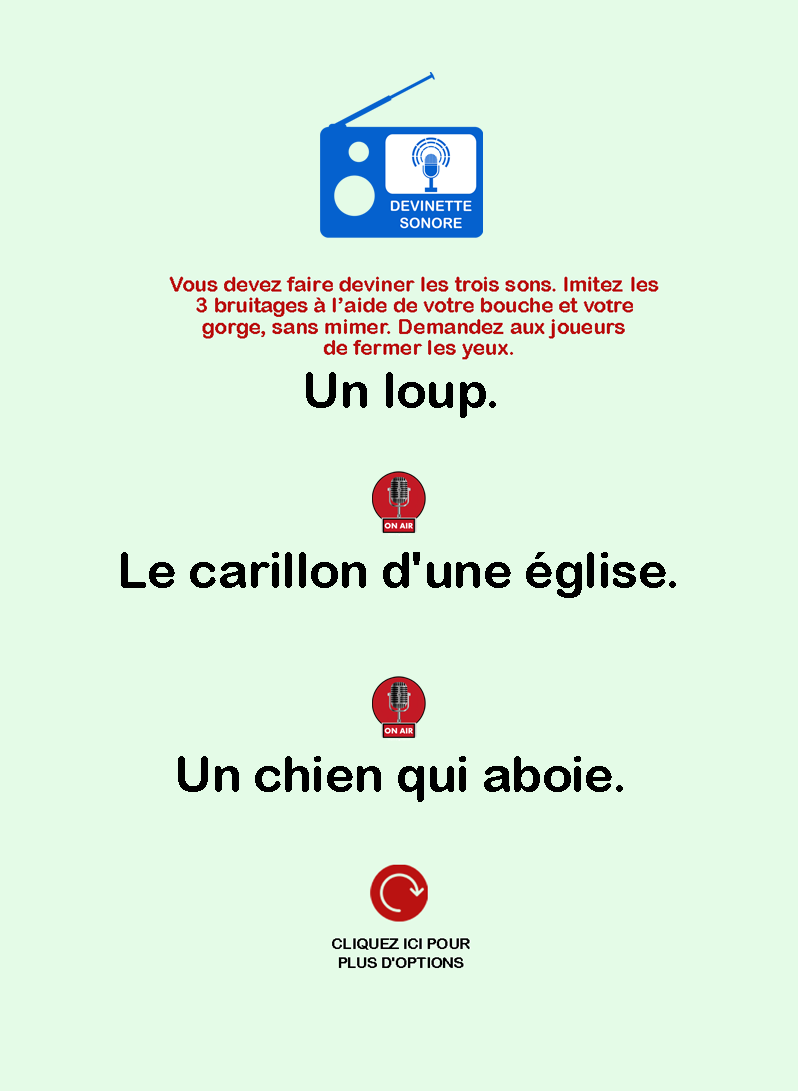 DEVINETTE
SONORE
Vous devez faire deviner les trois sons. Imitez les
3 bruitages à l’aide de votre bouche et votre
gorge, sans mimer. Demandez aux joueurs
de fermer les yeux.
Un loup.
ON AIR
Le carillon d'une église.
ON AIR
Un chien qui aboie.
CLIQUEZ ICI POUR
PLUS D'OPTIONS